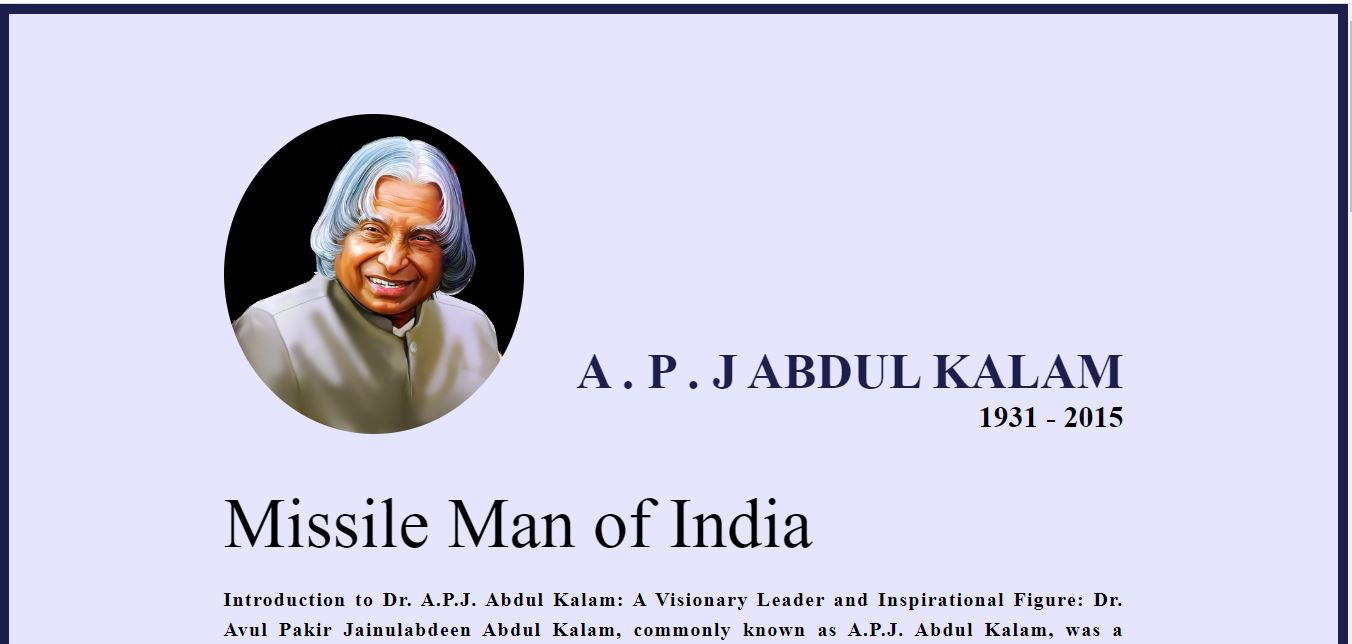 A . P . J ABDUL KALAM
1931 - 2015
Missile Man of India
Introduction to Dr. A.P.J. Abdul Kalam: A Visionary Leader and Inspirational Figure: Dr.
Avul Pakir Jainulabdeen Abdul Kalam, commonly known as A.P.J. Abdul Kalam, was a